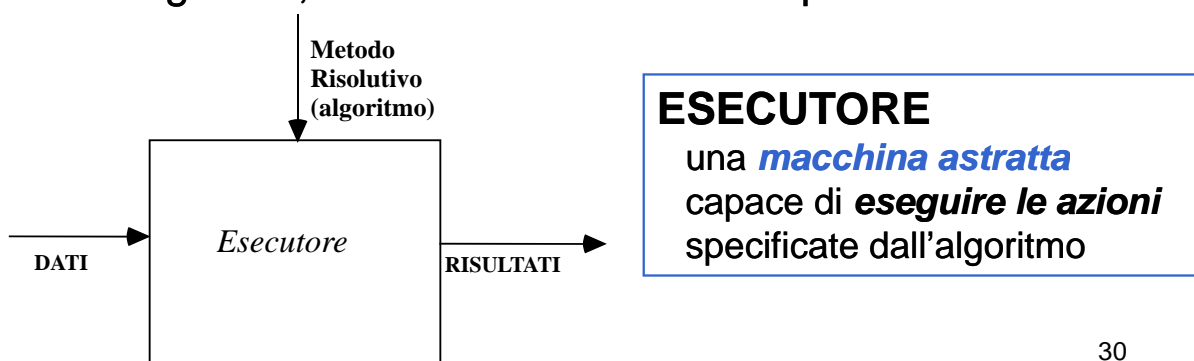 Metodo
Risolutivo
(algoritmo)
Esecutore
DATI
RISULTATI
ESECUTORE
una macchina astratta
capace di eseguire le azioni
specificate dall'algoritmo
30